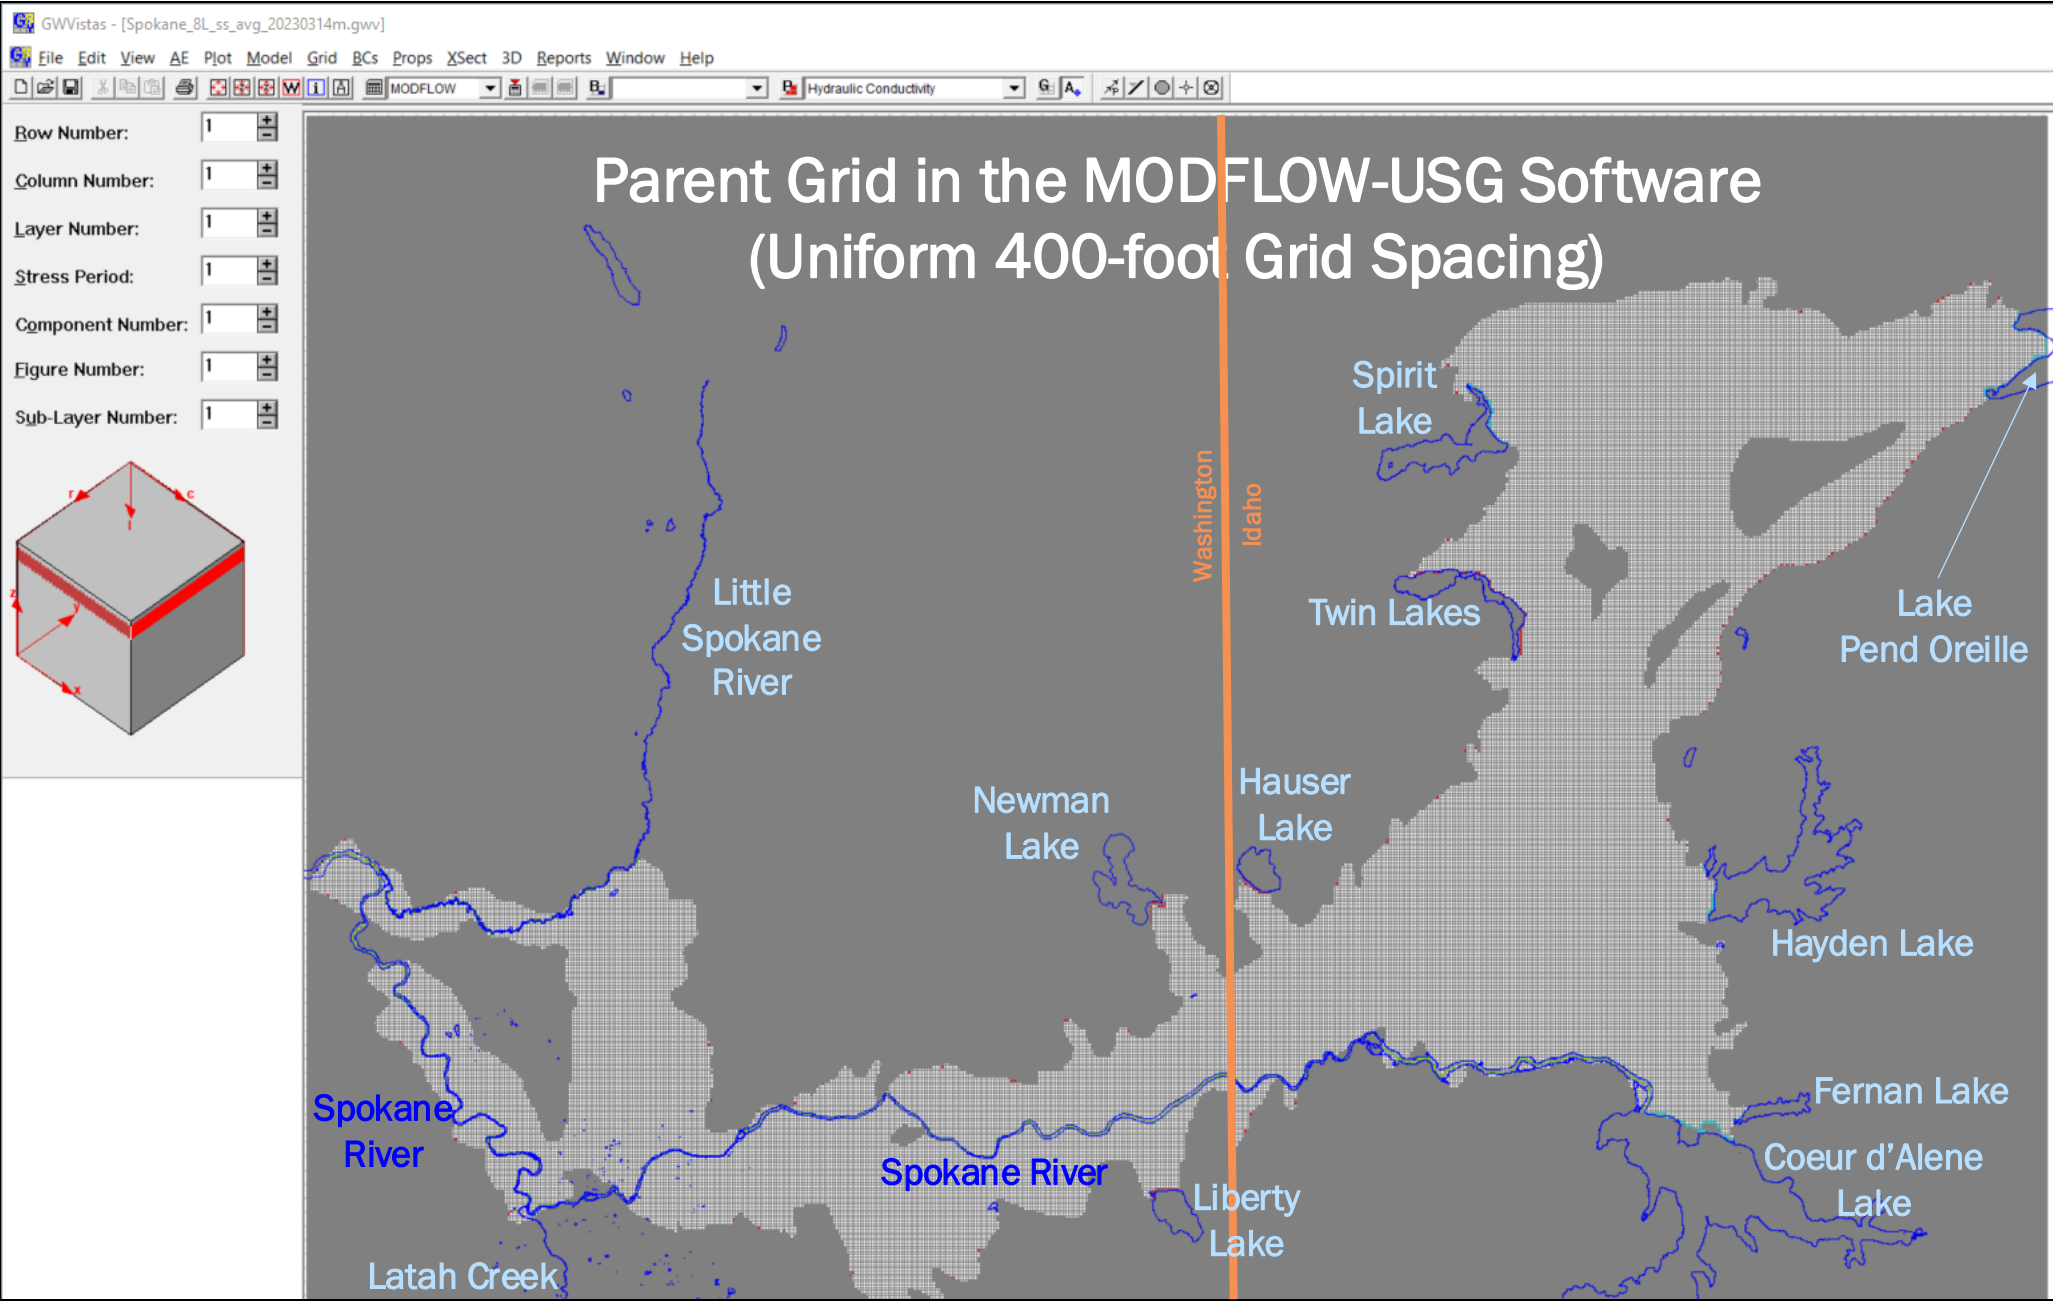 GWVistas - [Spokane_8L_ss_avg_20230314m.gwv]
File Edit View AE Plot Model Grid BCs Props XSect 3D Reports Window Help
MODFLOW
Hydraulic Conductivity
Row Number: 1
Column Number: 1
Layer Number: 1
Stress Period: 1
Component Number: 1
Figure Number: 1
Sub-Layer Number: 1
r
c
l
z
y
x
Parent Grid in the MODFLOW-USG Software
(Uniform 400-foot Grid Spacing)
Spirit
Lake
Washington
Idaho
Little
Spokane
River
Twin Lakes
Lake
Pend Oreille
Newman
Lake
Hauser
Lake
Hayden Lake
Spokane
River
Spokane River
Fernan Lake
Coeur d'Alene
Lake
Liberty
Lake
Latah Creek